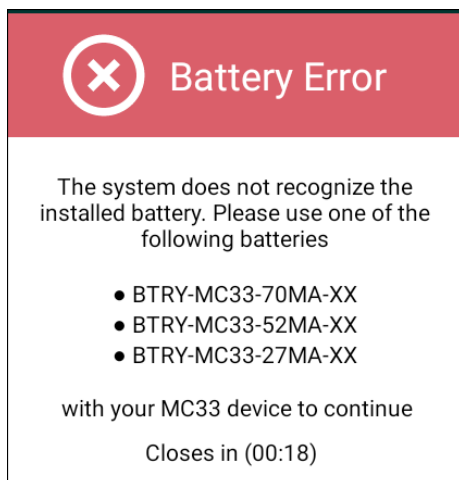 Battery Error
The system does not recognize the
installed battery. Please use one of the
following batteries
● BTRY-MC33-70MA-XX
● BTRY-MC33-52MA-XX
● BTRY-MC33-27MA-XX
with your MC33 device to continue
Closes in (00:18)